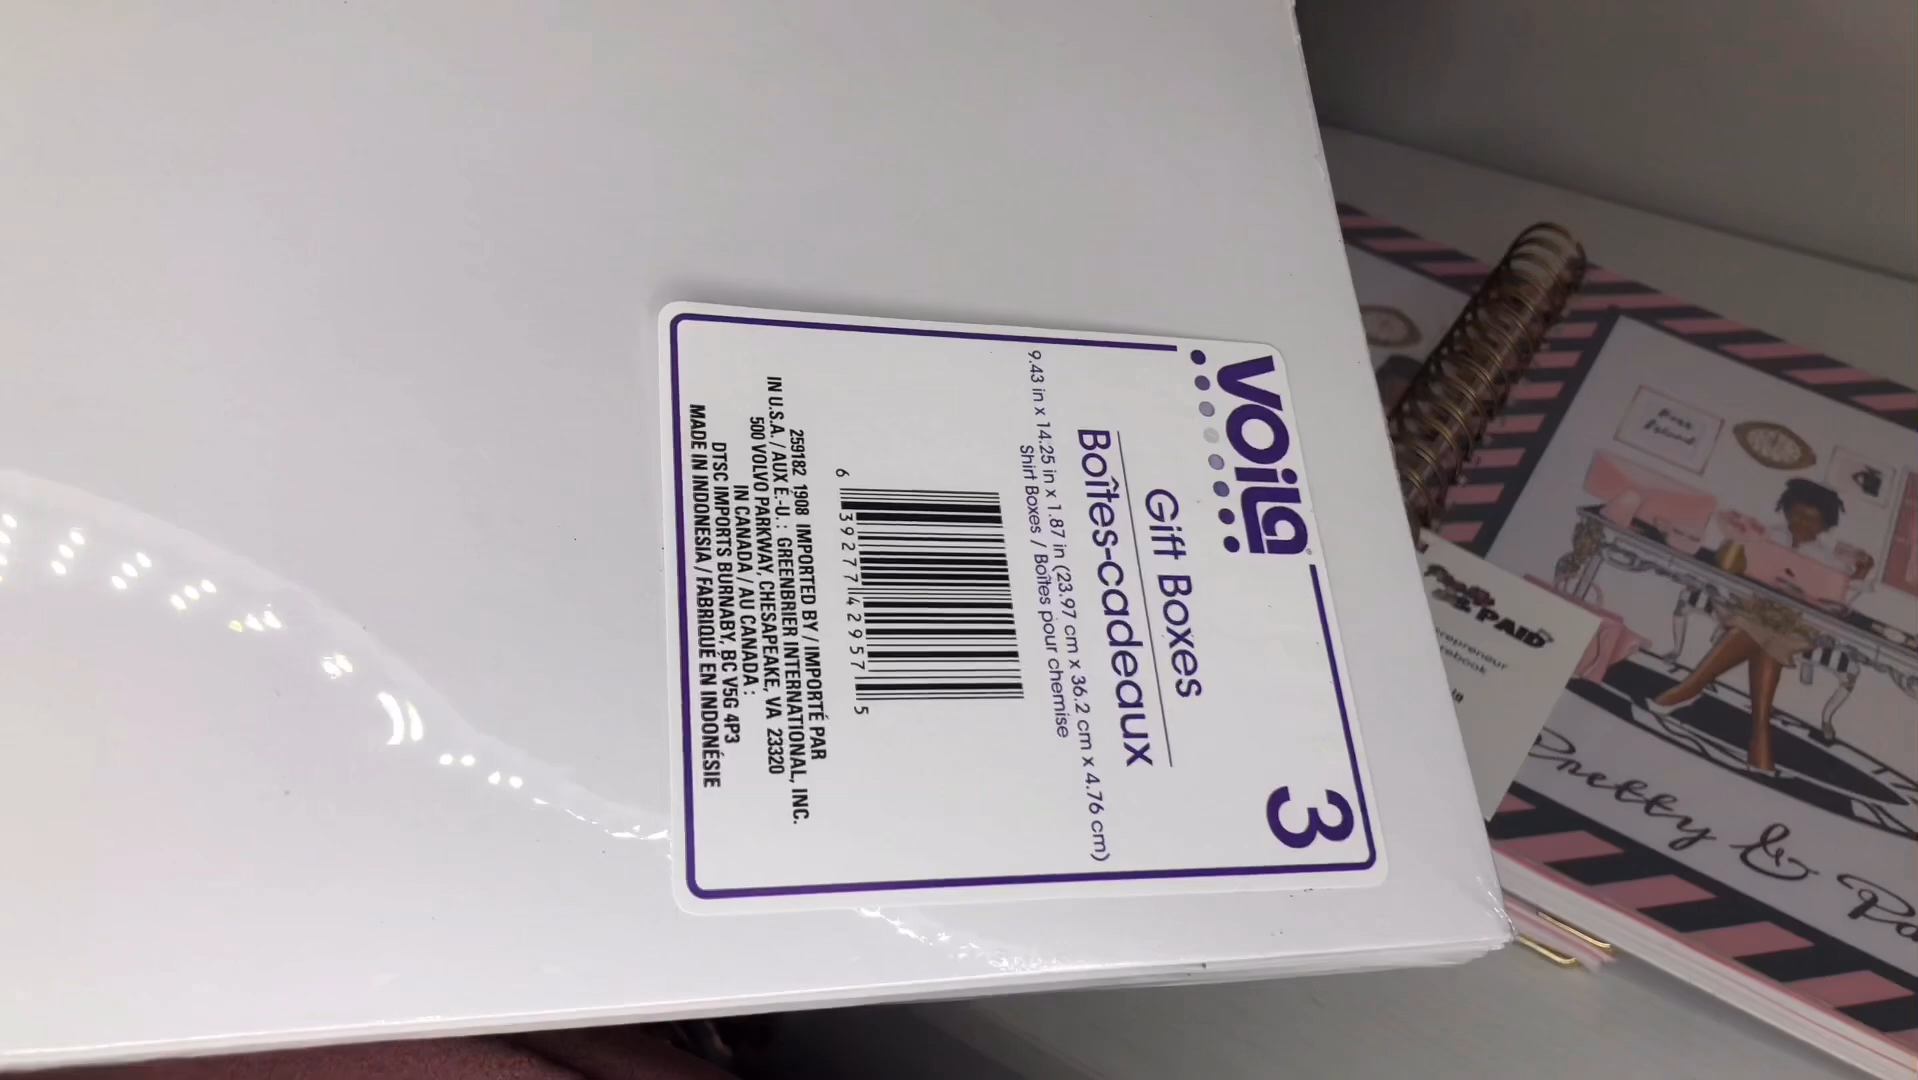 VOILA
3
Gift Boxes
Boîtes-cadeaux
9.43 in x 14.25 in x 1.87 in (23.97 cm x 36.2 cm x 4.76 cm)
Shirt Boxes / Boîtes pour chemise
6 39277 42957 5
259182 1908 IMPORTED BY / IMPORTÉ PAR
IN U.S.A. / AUX É.-U. : GREENBRIER INTERNATIONAL, INC.
500 VOLVO PARKWAY, CHESAPEAKE, VA 23320
IN CANADA / AU CANADA :
DTSC IMPORTS BURNABY, BC V5G 4P3
MADE IN INDONESIA / FABRIQUÉ EN INDONÉSIE
Boss
& PAID
Pretty &